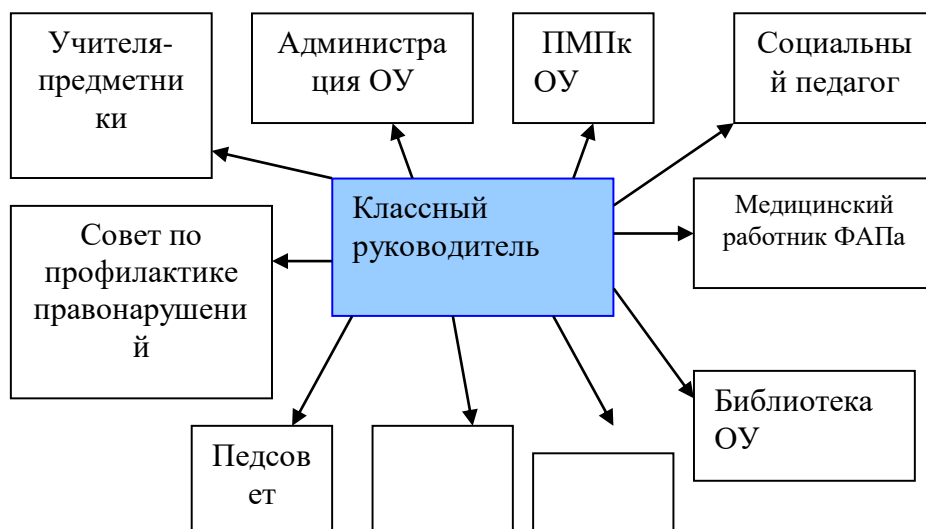 Учителя-
предметни
ки
Администра
ция ОУ
ПМПк
ОУ
Социальны
й педагог
Классный
руководитель
Медицинский
работник ФАПа
Совет по
профилактике
правонарушени
й
Библиотека
ОУ
Педсов
ет